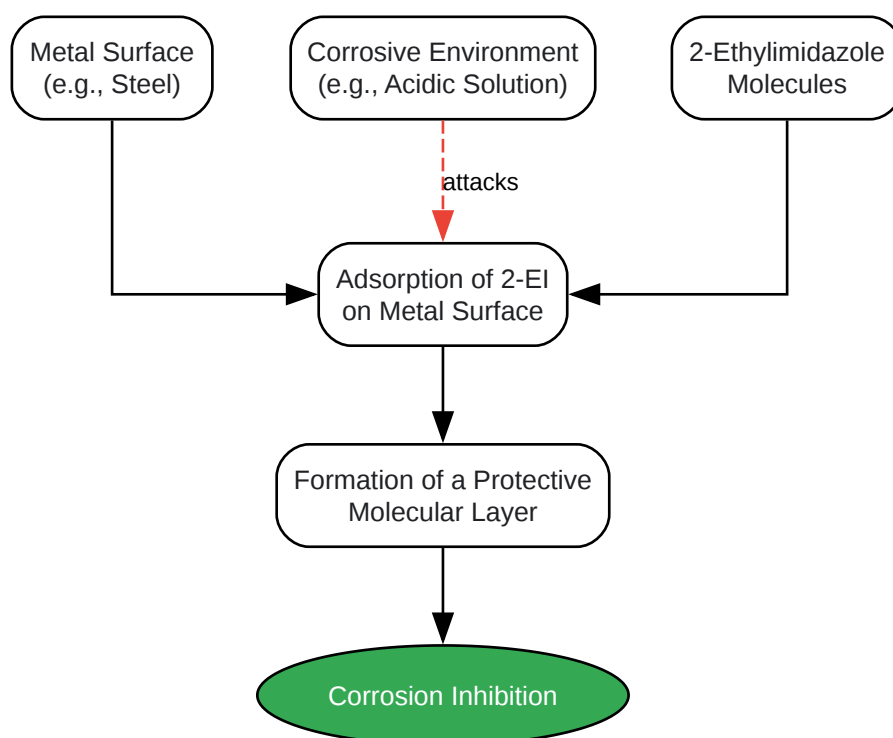 Metal Surface
(e.g., Steel)
Corrosive Environment
(e.g., Acidic Solution)
2-Ethylimidazole
Molecules
attacks
Adsorption of 2-EI
on Metal Surface
Formation of a Protective
Molecular Layer
Corrosion Inhibition